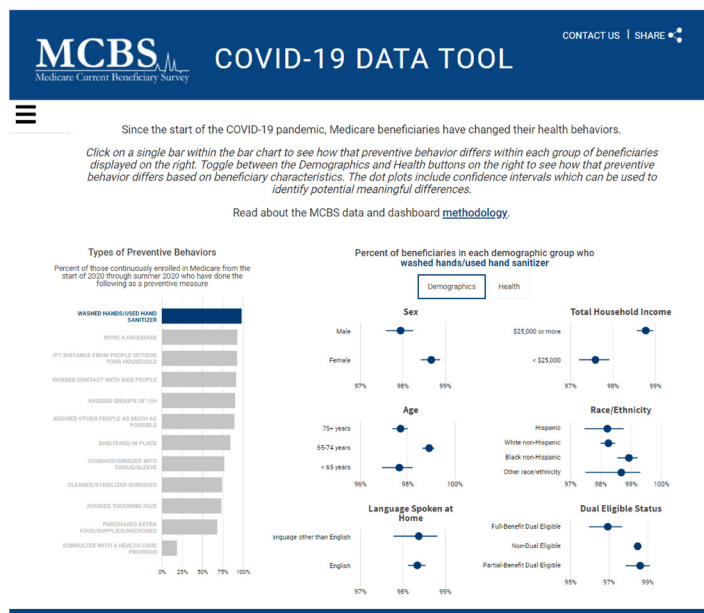 CONTACT US | SHARE
MCBS
Medicare Current Beneficiary Survey
COVID-19 DATA TOOL
Since the start of the COVID-19 pandemic, Medicare beneficiaries have changed their health behaviors.
Click on a single bar within the bar chart to see how that preventive behavior differs within each group of beneficiaries
displayed on the right. Toggle between the Demographics and Health buttons on the right to see how that preventive
behavior differs based on beneficiary characteristics. The dot plots include confidence intervals which can be used to
identify potential meaningful differences.
Read about the MCBS data and dashboard methodology.
Types of Preventive Behaviors
Percent of those continuously enrolled in Medicare from the
start of 2020 through summer 2020 who have done the
following as a preventive measure
WASHED HANDS/USED HAND
SANITIZER
WORE A FACEMASK
PT DISTANCE FROM PEOPLE OUTSIDE
YOUR HOUSEHOLD
AVOIDED CONTACT WITH SICK PEOPLE
AVOIDED GROUPS OF 10+
AVOIDED OTHER PEOPLE AS MUCH AS
POSSIBLE
SHELTERED IN PLACE
COUGHED/SNEEZED INTO
TISSUE/SLEEVE
CLEANED/STERILIZED SURFACES
AVOIDED TOUCHING FACE
PURCHASED EXTRA
FOOD/SUPPLIES/MEDICINES
CONSULTED WITH A HEALTH CARE
PROVIDER
0% 25% 50% 75% 100%
Percent of beneficiaries in each demographic group who
washed hands/used hand sanitizer
Demographics Health
Sex
Male
Female
97% 98% 99%
Total Household Income
$25,000 or more
< $25,000
97% 98% 99%
Age
75+ years
65-74 years
< 65 years
96% 98% 100%
Race/Ethnicity
Hispanic
White non-Hispanic
Black non-Hispanic
Other race/ethnicity
97% 98% 99% 100%
Language Spoken at
Home
anguage other than English
English
97% 98% 99%
Dual Eligible Status
Full-Benefit Dual Eligible
Non-Dual Eligible
Partial-Benefit Dual Eligible
95% 97% 99%